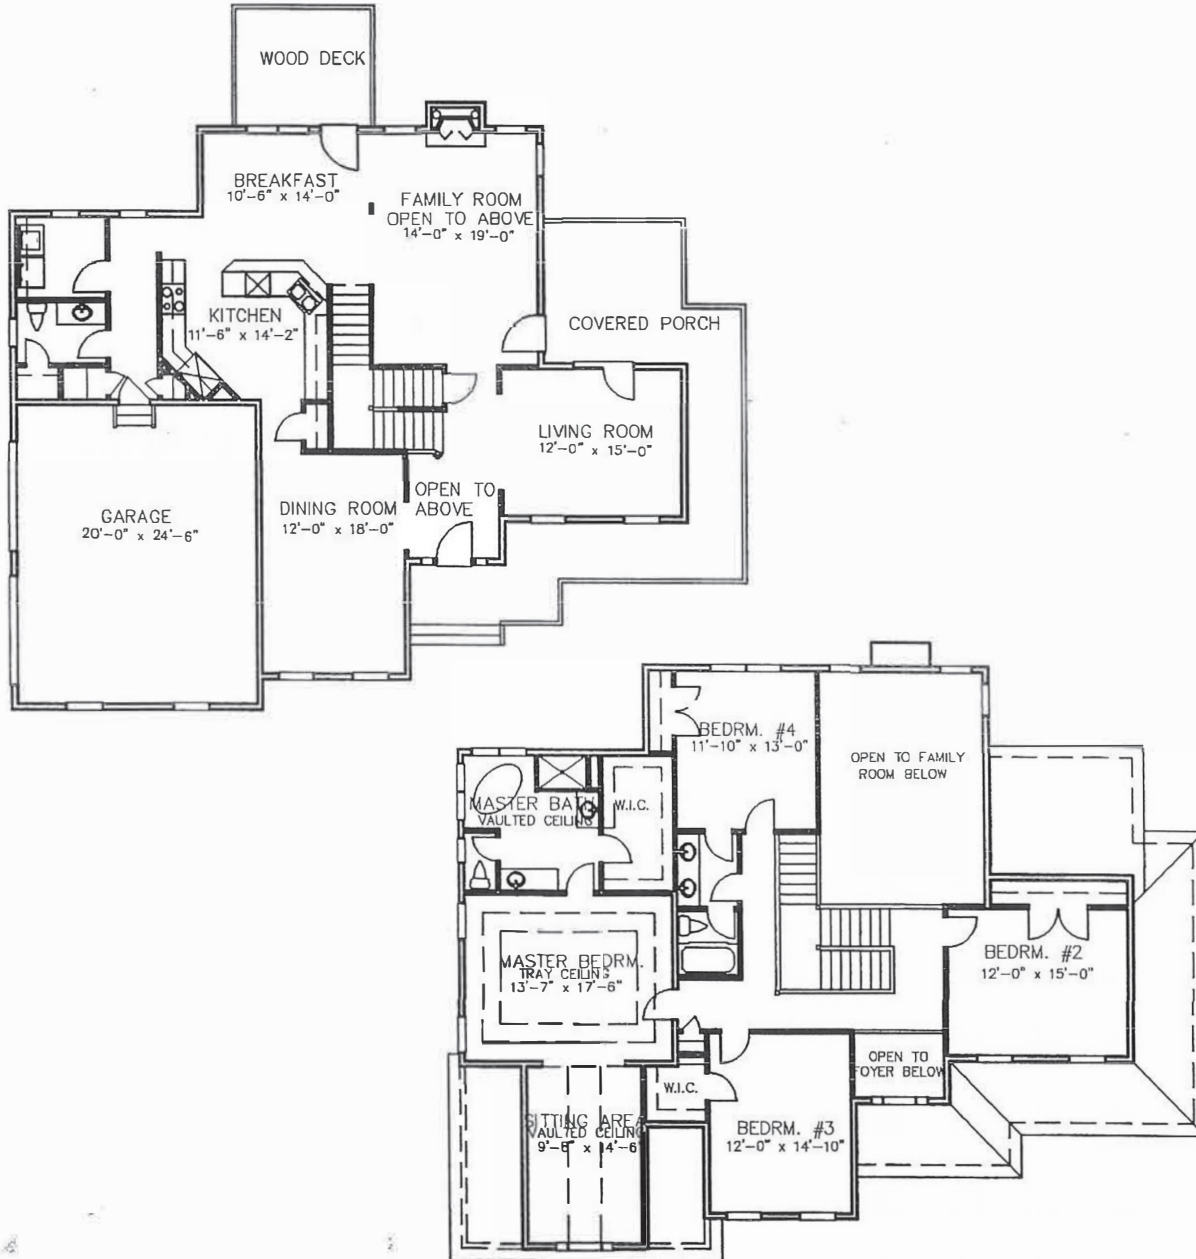 WOOD DECK
BREAKFAST
10'-6" x 14'-0"
FAMILY ROOM
OPEN TO ABOVE
14'-0" x 19'-0"
KITCHEN
11'-6" x 14'-2"
COVERED PORCH
LIVING ROOM
12'-0" x 15'-0"
OPEN TO
ABOVE
DINING ROOM
12'-0" x 18'-0"
GARAGE
20'-0" x 24'-6"
BEDRM. #4
11'-10" x 13'-0"
OPEN TO FAMILY
ROOM BELOW
MASTER BATH
VAULTED CEILING
W.I.C.
MASTER BEDRM.
TRAY CEILING
13'-7" x 17'-6"
BEDRM. #2
12'-0" x 15'-0"
OPEN TO
FOYER BELOW
W.I.C.
SITTING AREA
VAULTED CEILING
x 14'-6"
BEDRM. #3
12'-0" x 14'-10"